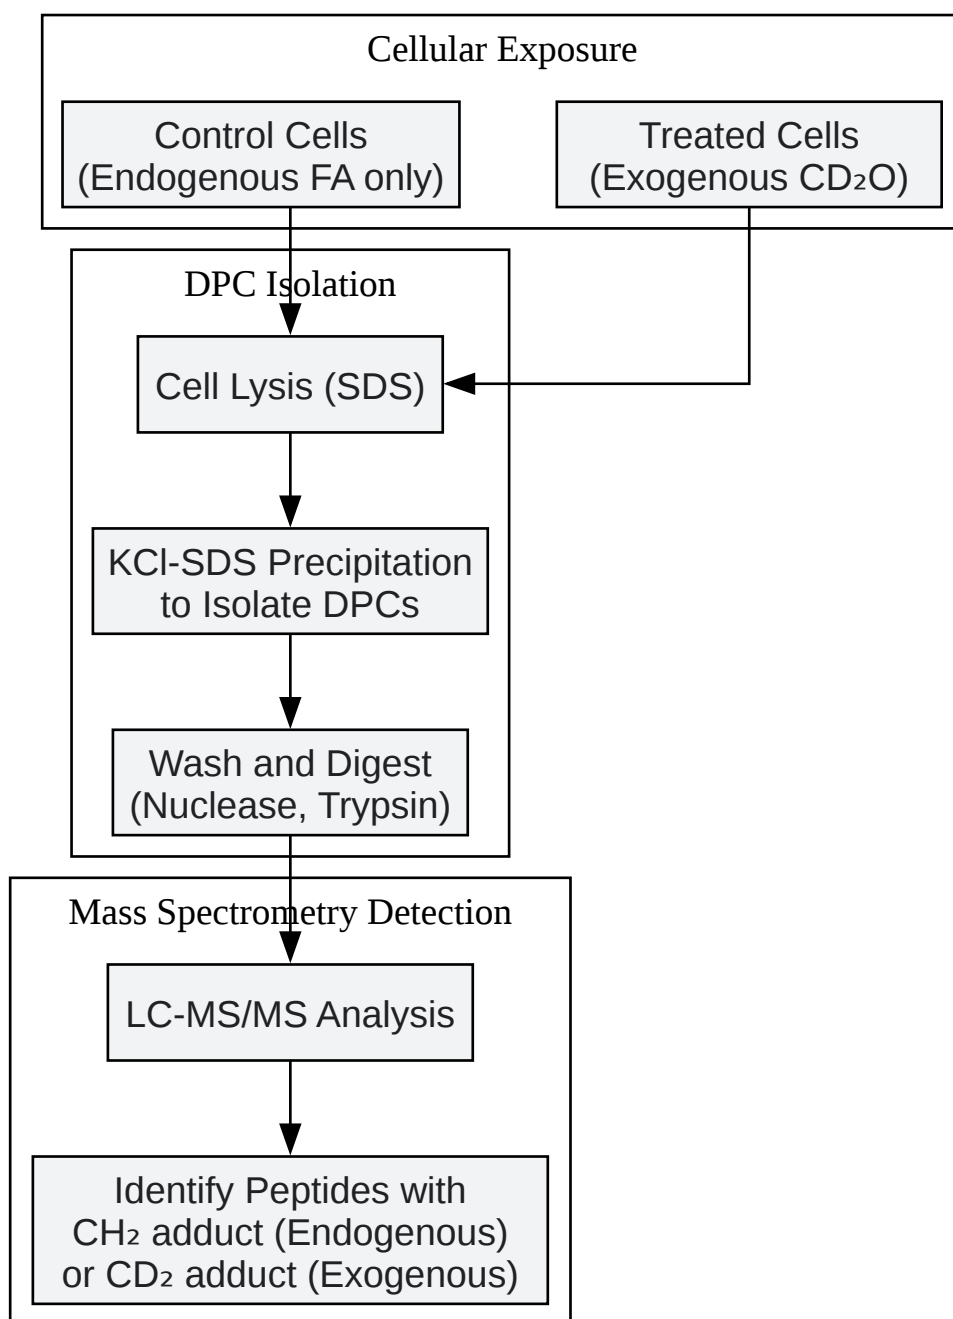 Cellular Exposure
Control Cells
(Endogenous FA only)
Treated Cells
(Exogenous CD₂O)
DPC Isolation
Cell Lysis (SDS)
KCl-SDS Precipitation
to Isolate DPCs
Wash and Digest
(Nuclease, Trypsin)
Mass Spectrometry Detection
LC-MS/MS Analysis
Identify Peptides with
CH₂ adduct (Endogenous)
or CD₂ adduct (Exogenous)